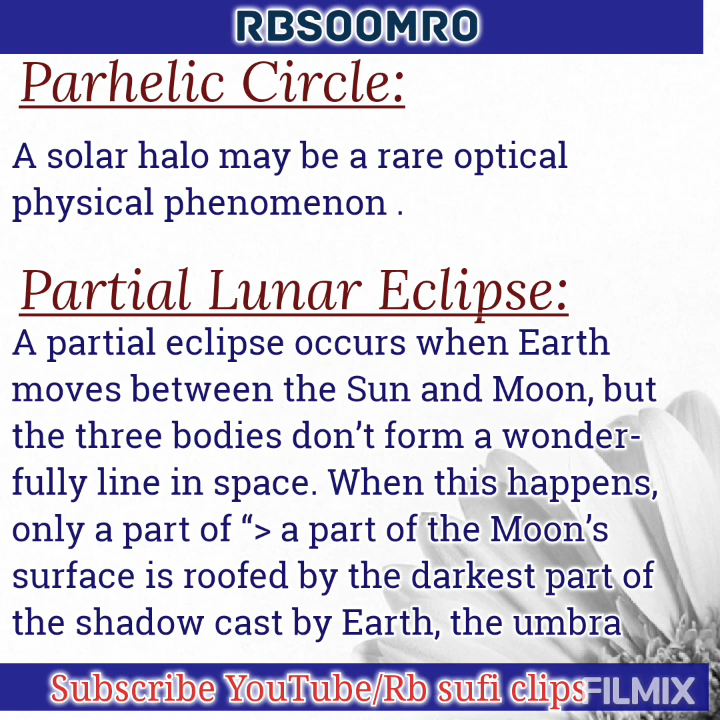 RBSOOMRO
Parhelic Circle:
A solar halo may be a rare optical
physical phenomenon .
Partial Lunar Eclipse:
A partial eclipse occurs when Earth
moves between the Sun and Moon, but
the three bodies don’t form a wonder-
fully line in space. When this happens,
only a part of “> a part of the Moon’s
surface is roofed by the darkest part of
the shadow cast by Earth, the umbra
Subscribe YouTube/Rb sufi clips
FILMIX